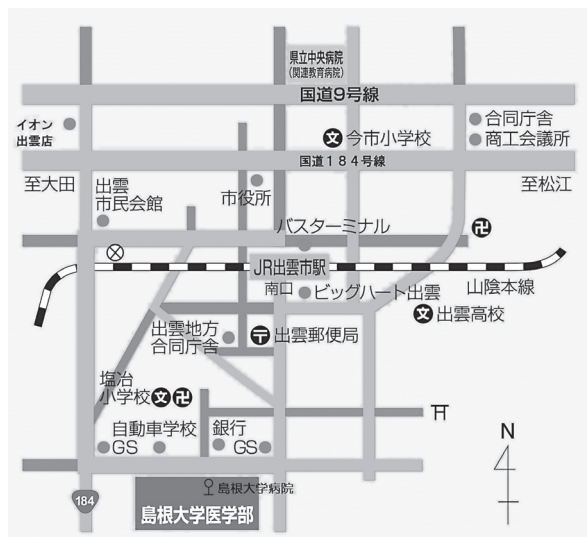 県立中央病院
(関連教育病院)
国道9号線
イオン
出雲店
文
今市小学校
合同庁舎
商工会議所
国道184号線
至大田
出雲
市民会館
市役所
至松江
バスターミナル
卍
JR出雲市駅
南口
ビッグハート出雲
山陰本線
文
出雲高校
出雲地方
合同庁舎
〒
出雲郵便局
塩冶
小学校
文
卍
自動車学校
銀行
GS
GS
N
184
島根大学病院
島根大学医学部